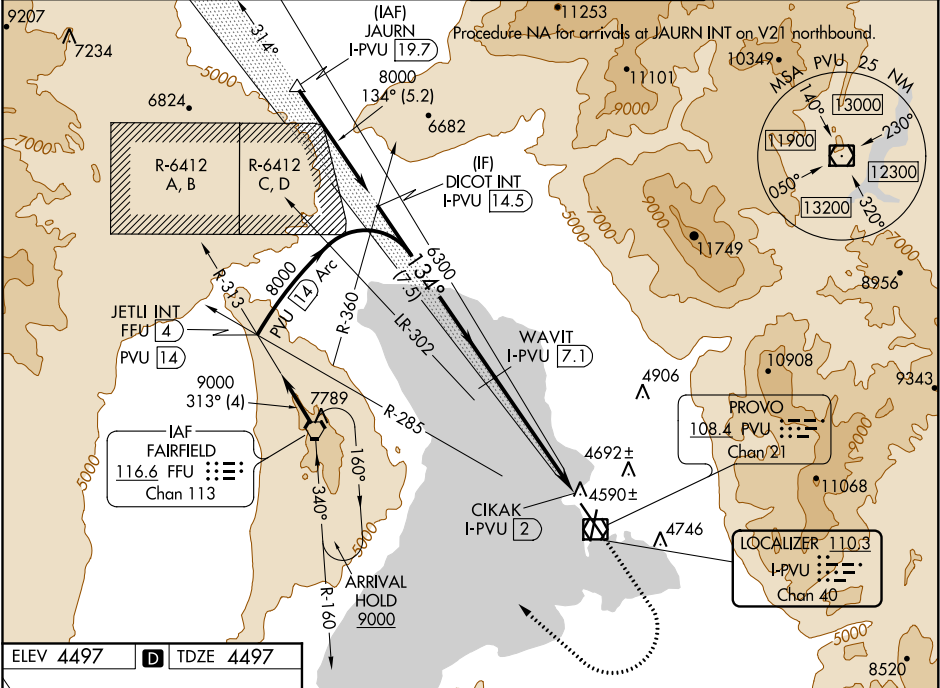 9207
7234
(IAF)
JAURN
I-PVU 19.7
11253
Procedure NA for arrivals at JAURN INT on V21 northbound.
314°
8000
134° (5.2)
11101
10349
MSA PVU 25 NM
140°
13000
230°
11900
12300
050°
13200
320°
5000
6000
7000
6824
6682
9000
R-6412
A, B
R-6412
C, D
(IF)
DICOT INT
I-PVU 14.5
5000
7000
9000
11749
8956
R-313
8000
PVU 14 Arc
R-360
6300
134°
(7.5)
LR-302
JETLI INT
FFU 4
PVU 14
WAVIT
I-PVU 7.1
10908
9343
4906
9000
313° (4)
7789
R-285
IAF
FAIRFIELD
116.6 FFU
Chan 113
160°
340°
PROVO
108.4 PVU
Chan 21
4692±
4590±
11068
CIKAK
I-PVU 2
4746
5000
5000
5000
LOCALIZER 110.3
I-PVU
Chan 40
ARRIVAL
HOLD
9000
R-160
5000
8520
ELEV 4497
D
TDZE 4497